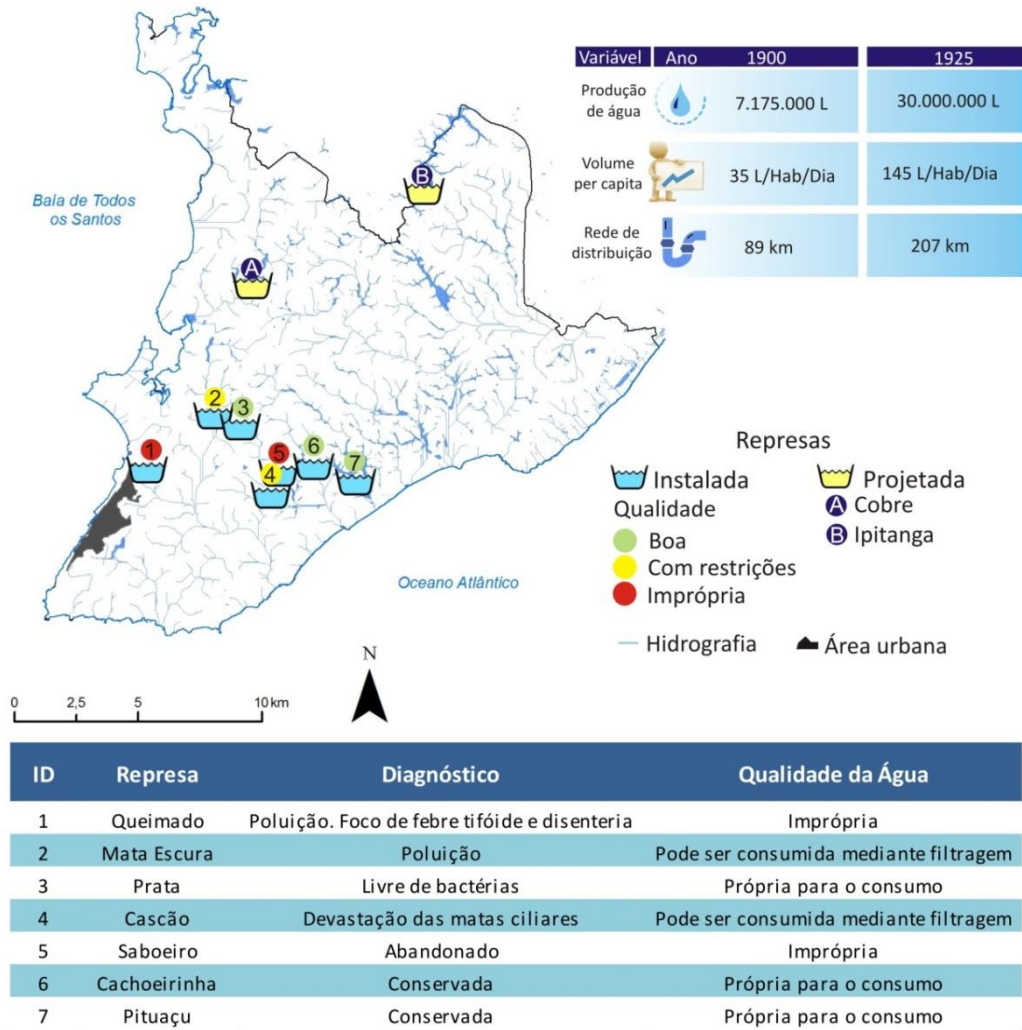 Variável Ano 1900 1925
Produção
de água 7.175.000 L 30.000.000 L
Volume
per capita 35 L/Hab/Dia 145 L/Hab/Dia
Rede de
distribuição 89 km 207 km
Baía de Todos
os Santos
B
A
2
3
1
5
6
4
7
Oceano Atlântico
Represas
Instalada Projetada
Qualidade A Cobre
Boa B Ipitanga
Com restrições
Imprópria
Hidrografia Área urbana
N
0 2,5 5 10 km
ID Represa Diagnóstico Qualidade da Água
1 Queimado Poluição. Foco de febre tifóide e disenteria Imprópria
2 Mata Escura Poluição Pode ser consumida mediante filtragem
3 Prata Livre de bactérias Própria para o consumo
4 Cascão Devastação das matas ciliares Pode ser consumida mediante filtragem
5 Saboeiro Abandonado Imprópria
6 Cachoeirinha Conservada Própria para o consumo
7 Pituaçu Conservada Própria para o consumo